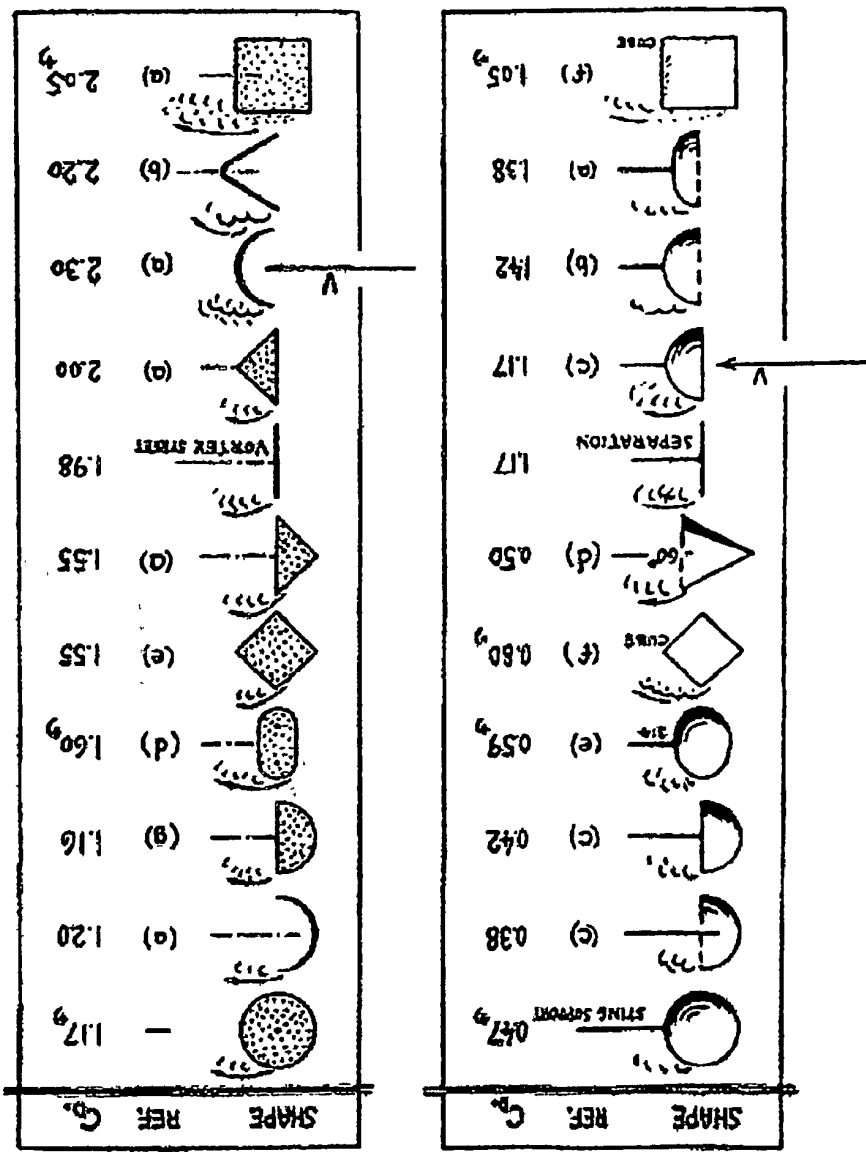 SHAPE REF. C_D•
STING SUPPORT 0.47
(c) 0.38
(c) 0.42
(e) 0.59
CUBE (f) 0.80
60° (d) 0.50
SEPARATION 1.17
V (c) 1.17
(b) 1.42
(a) 1.38
CUBE (f) 1.05
SHAPE REF. C_D•
— 1.17
(a) 1.20
(g) 1.16
(d) 1.60
(e) 1.55
(a) 1.55
VORTEX STREET 1.98
(a) 2.00
V (a) 2.30
(b) 2.20
(a) 2.05